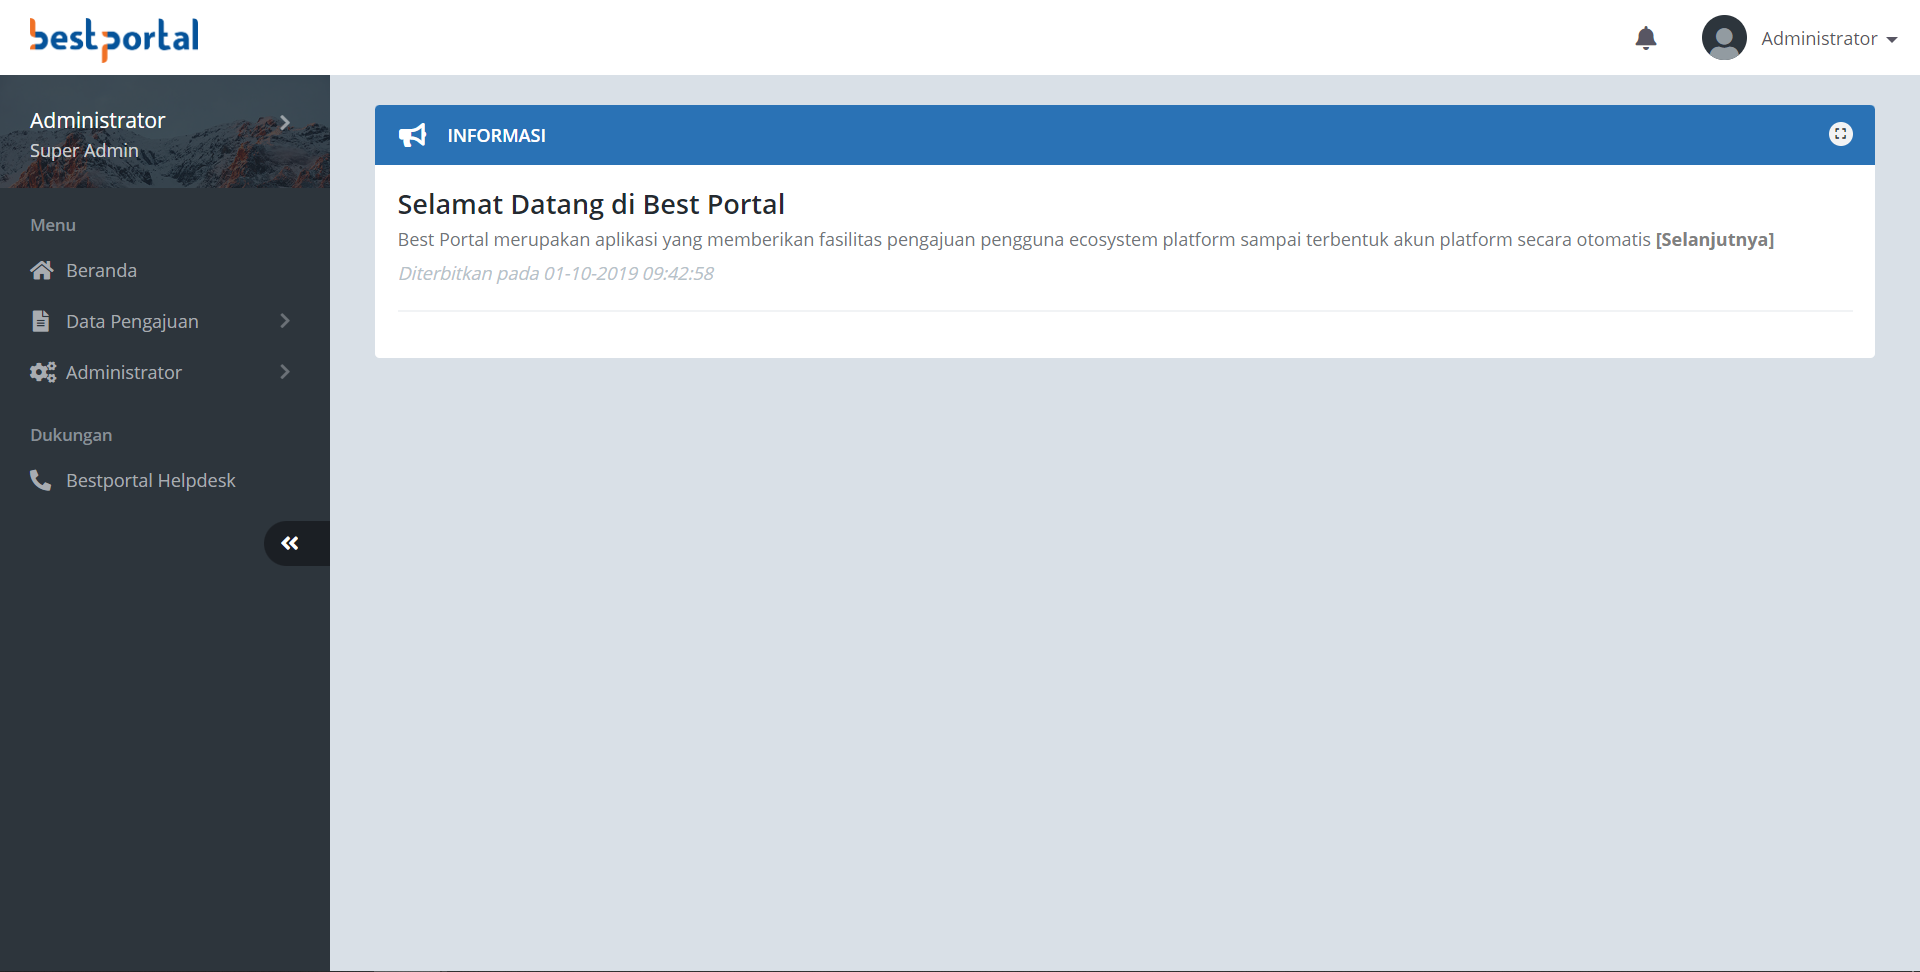 bestportal
Administrator
Administrator
Super Admin
Menu
Beranda
Data Pengajuan
Administrator
Dukungan
Bestportal Helpdesk
INFORMASI
Selamat Datang di Best Portal
Best Portal merupakan aplikasi yang memberikan fasilitas pengajuan pengguna ecosystem platform sampai terbentuk akun platform secara otomatis [Selanjutnya]
Diterbitkan pada 01-10-2019 09:42:58